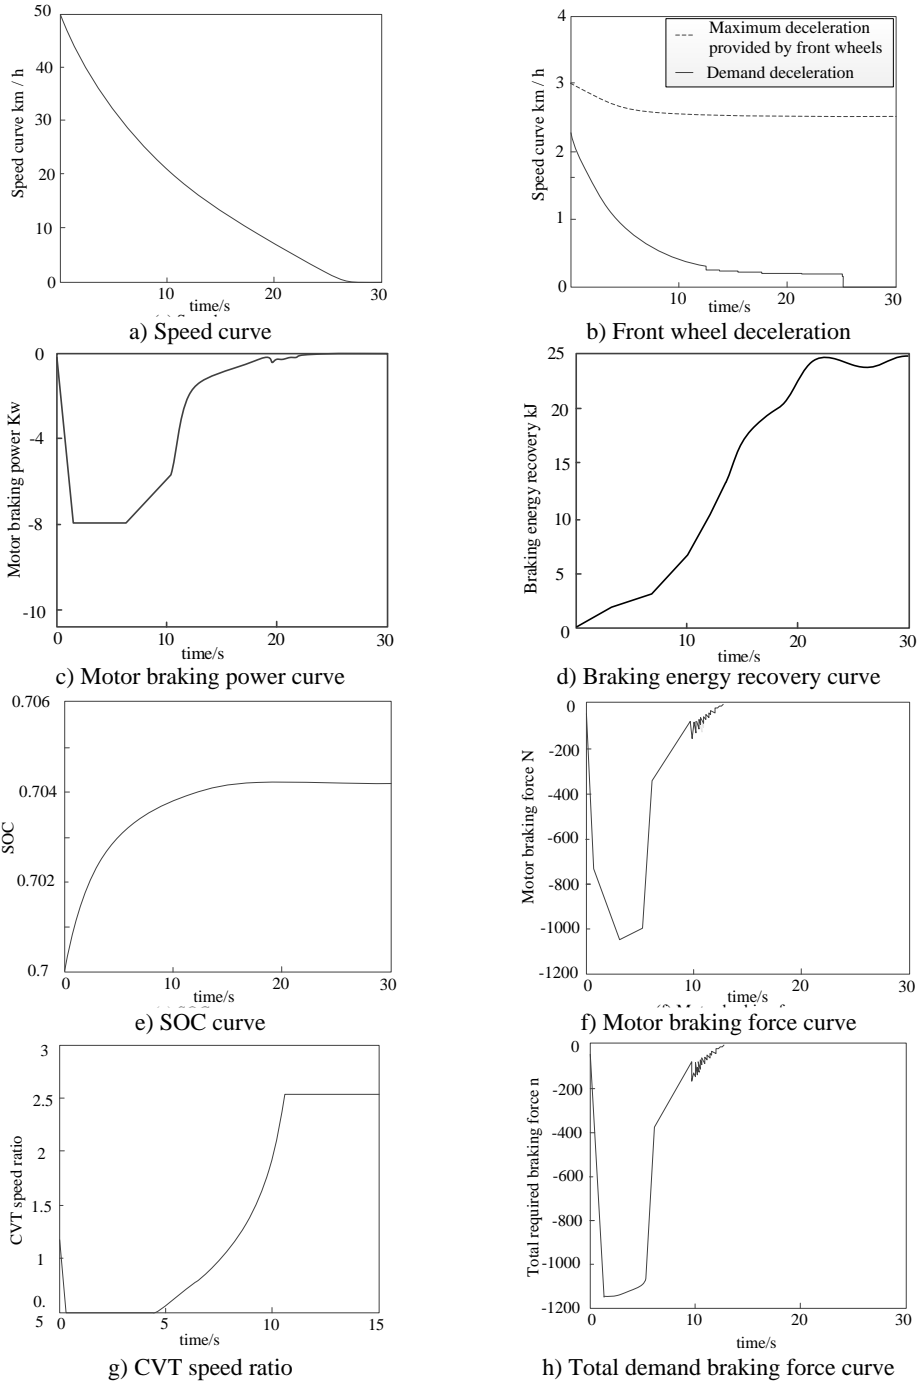 50
40
30
20
10
0
Speed curve km / h
10
20
30
time/s
a) Speed curve
4
3
2
1
0
Speed curve km / h
Maximum deceleration
provided by front wheels
Demand deceleration
10
20
30
time/s
b) Front wheel deceleration
0
-4
-8
-10
Motor braking power Kw
0
10
20
30
time/s
c) Motor braking power curve
25
20
15
10
5
0
Braking energy recovery kJ
10
20
30
time/s
d) Braking energy recovery curve
0.706
0.704
0.702
0.7
SOC
0
10
20
30
time/s
e) SOC curve
0
-200
-400
-600
-800
-1000
-1200
Motor braking force N
0
10
20
30
time/s
f) Motor braking force curve
3
2.5
2
1.5
1
0.
5
CVT speed ratio
0
5
10
15
time/s
g) CVT speed ratio
0
-200
-400
-600
-800
-1000
-1200
Total required braking force n
0
10
20
30
time/s
h) Total demand braking force curve